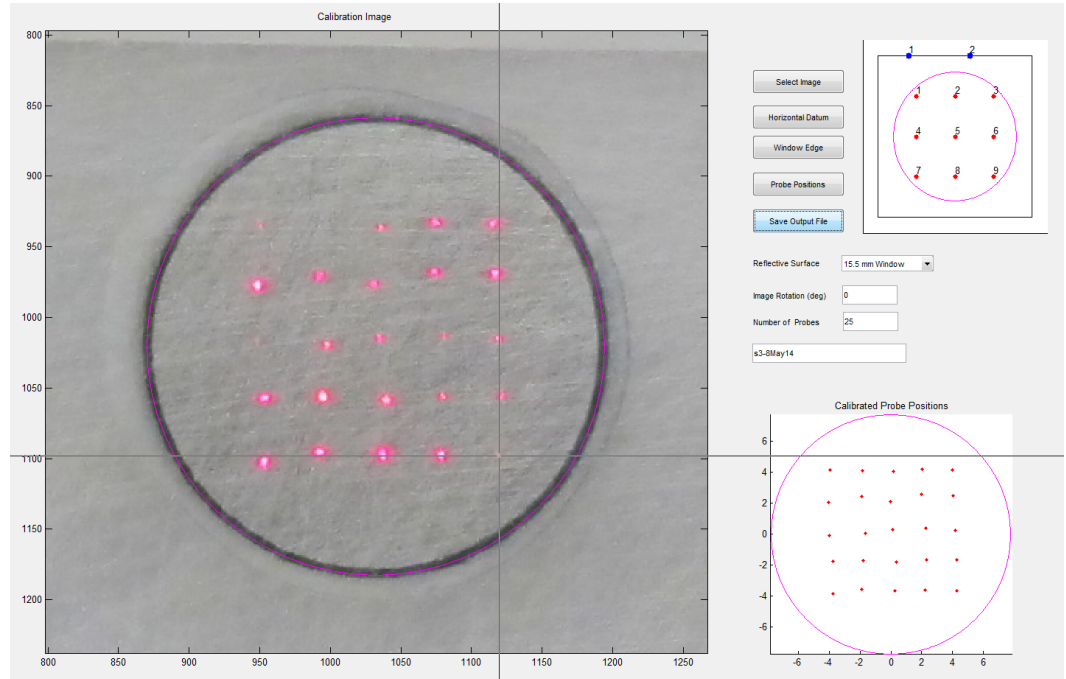 Calibration Image
800
850
900
950
1000
1050
1100
1150
1200
800 850 900 950 1000 1050 1100 1150 1200 1250
Select Image
Horizontal Datum
Window Edge
Probe Positions
Save Output File
1 2
1 2 3
4 5 6
7 8 9
Reflective Surface 15.5 mm Window
Image Rotation (deg) 0
Number of Probes 25
s3-8May14
Calibrated Probe Positions
6
4
2
0
-2
-4
-6
-6 -4 -2 0 2 4 6